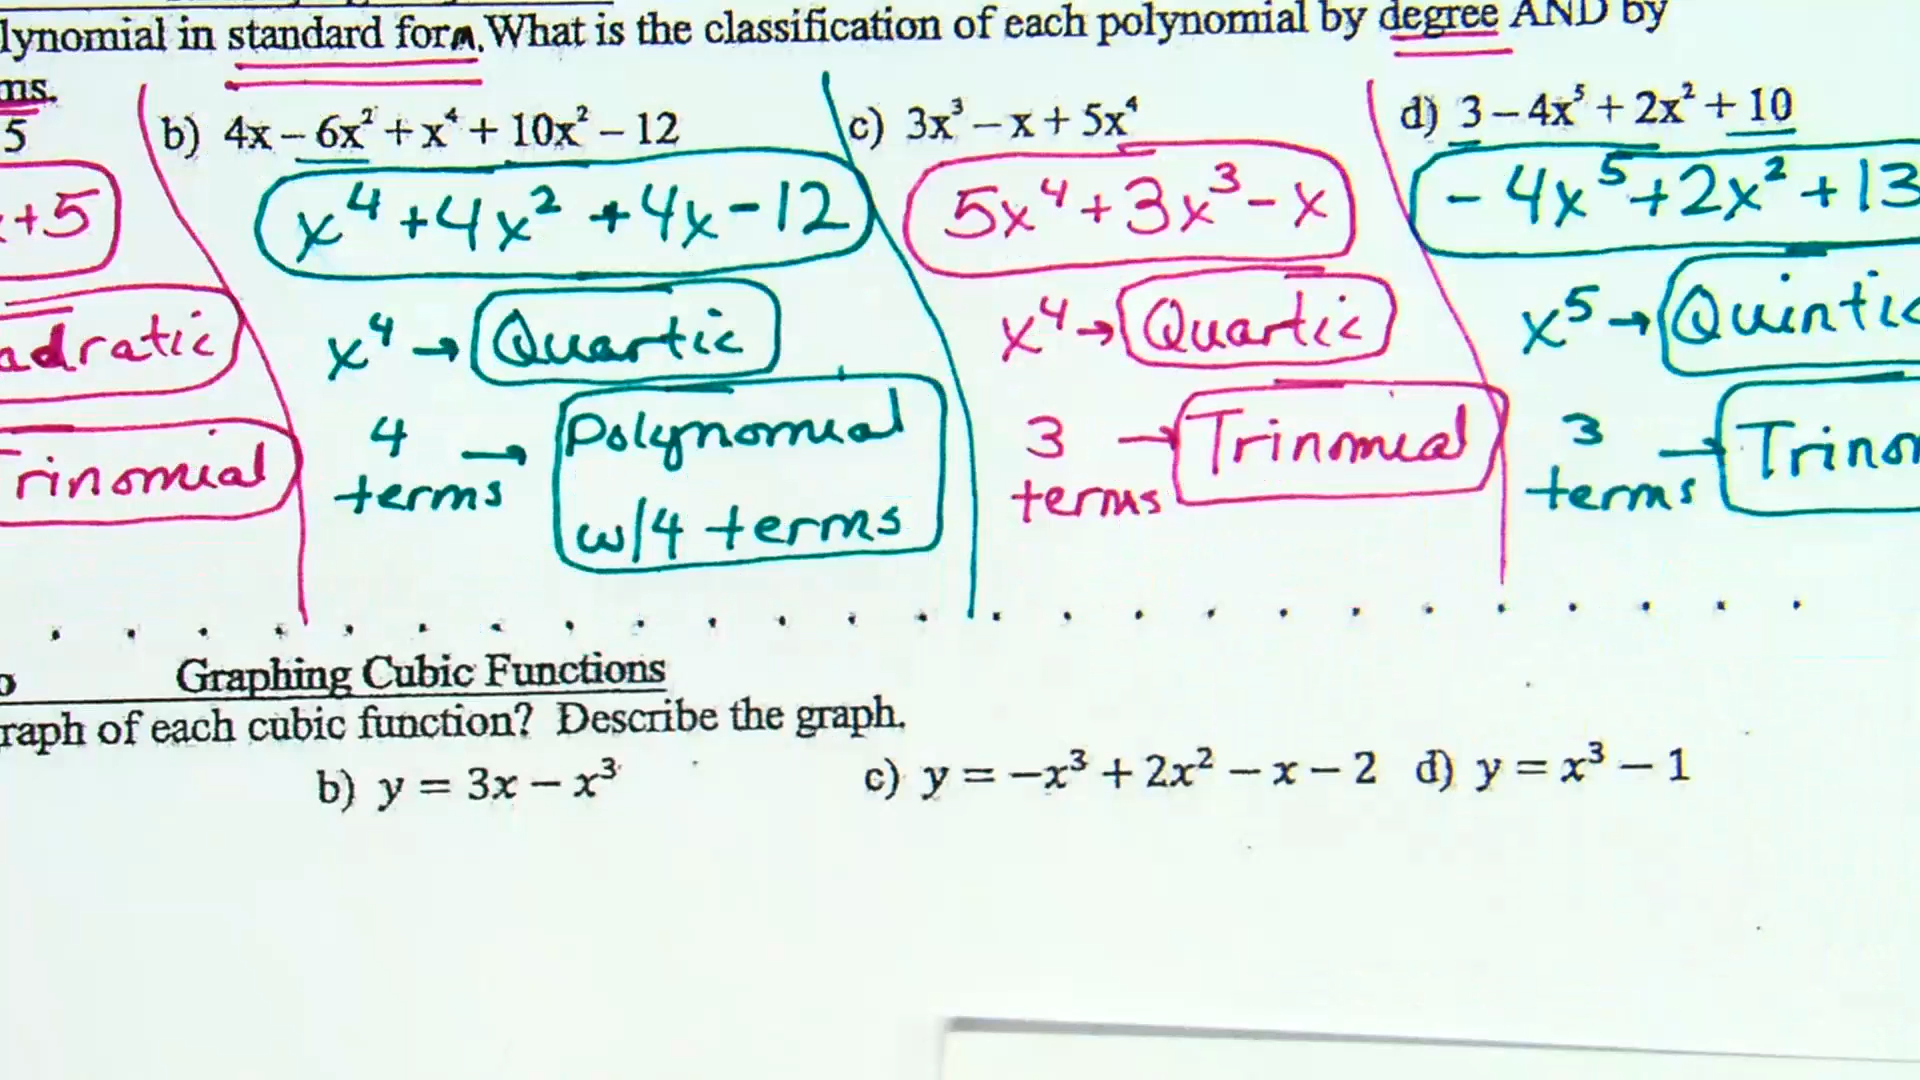 lynomial in standard form. What is the classification of each polynomial by degree AND by
ms.
5
b) 4x – 6x² + x⁴ + 10x² – 12
c) 3x³ – x + 5x⁴
d) 3 – 4x⁵ + 2x² + 10
+5
x⁴ + 4x² + 4x – 12
5x⁴ + 3x³ – x
– 4x⁵ + 2x² + 13
adratic
x⁴ → Quartic
x⁴ → Quartic
x⁵ → Quintic
Trinomial
4 terms → Polynomial w/4 terms
3 terms → Trinomial
3 terms → Trinom
Graphing Cubic Functions
raph of each cubic function? Describe the graph.
b) y = 3x – x³
c) y = –x³ + 2x² – x – 2
d) y = x³ – 1